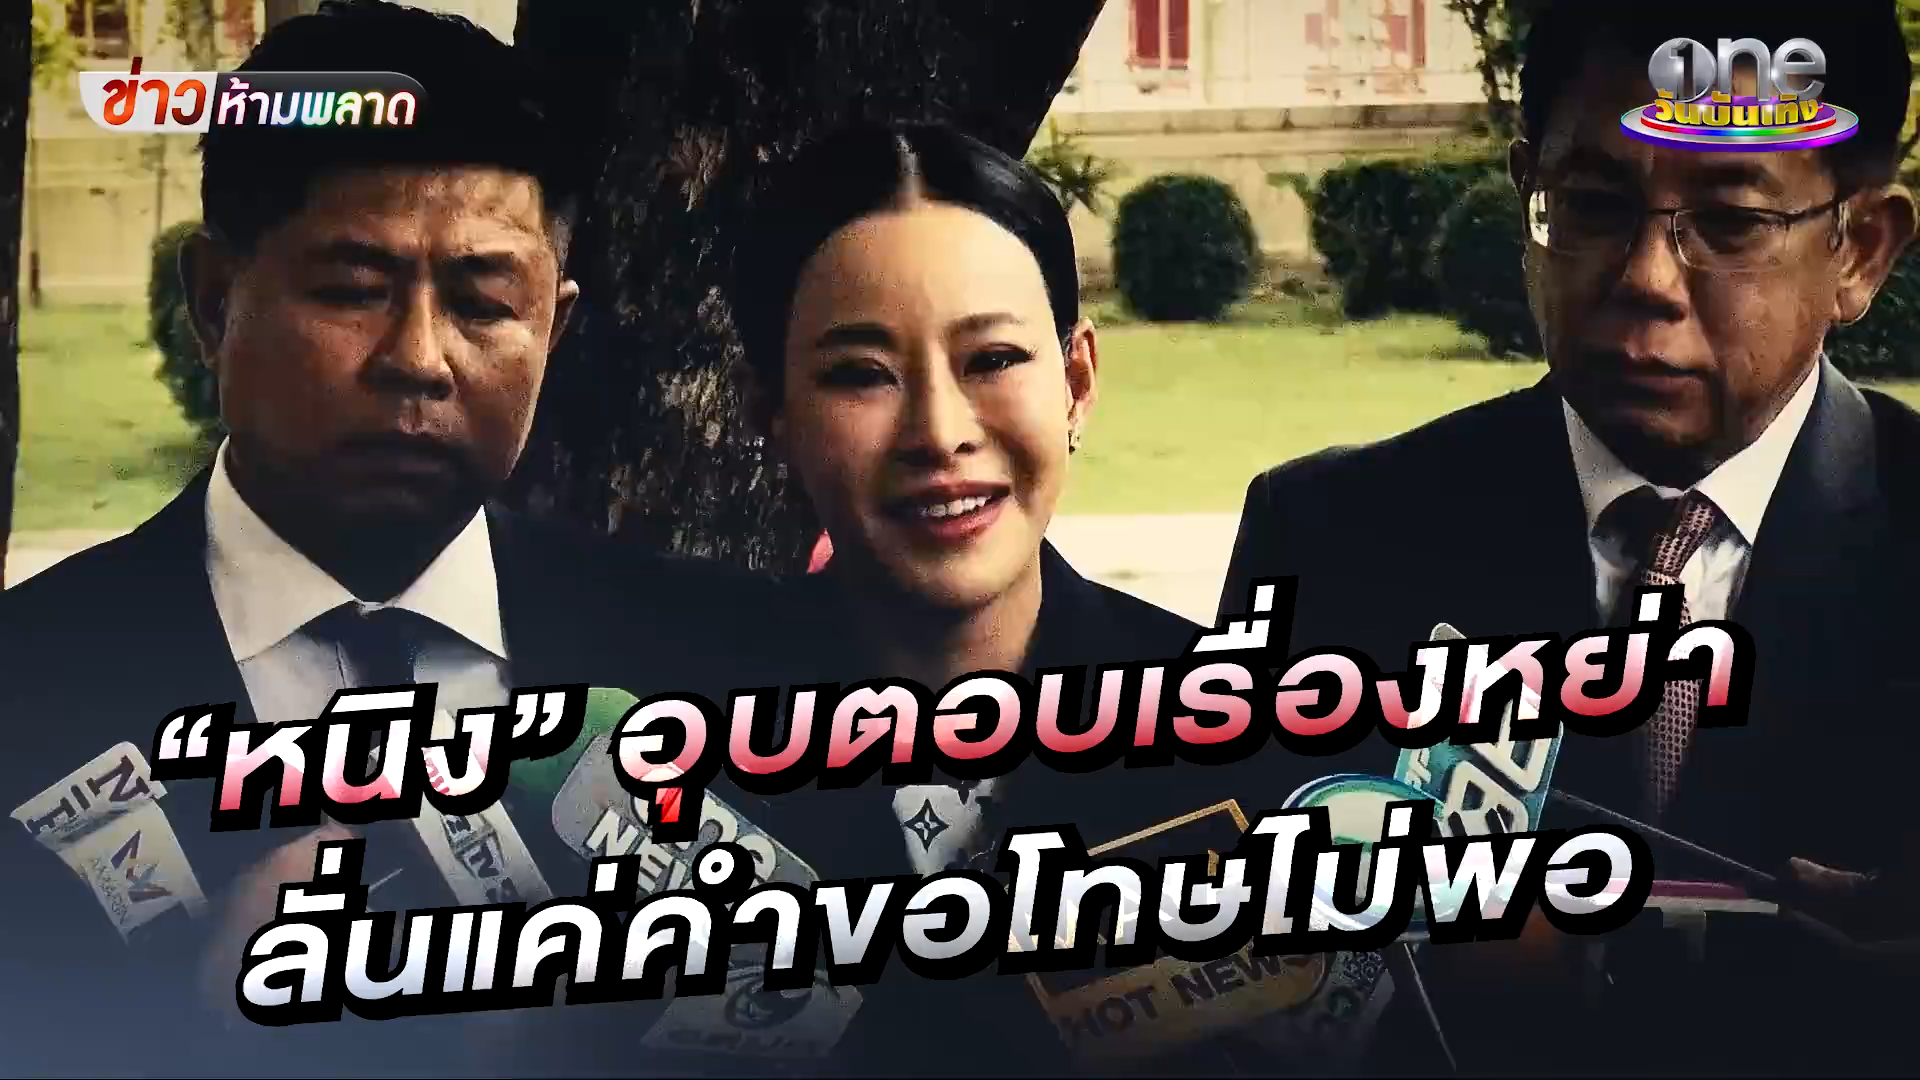 ข่าว ห้ามพลาด
one
วันบันเทิง
“หนิง” อุบตอบเรื่องหย่า
ลั่นแค่คำขอโทษไม่พอ
one
NEWS
HOT NEWS